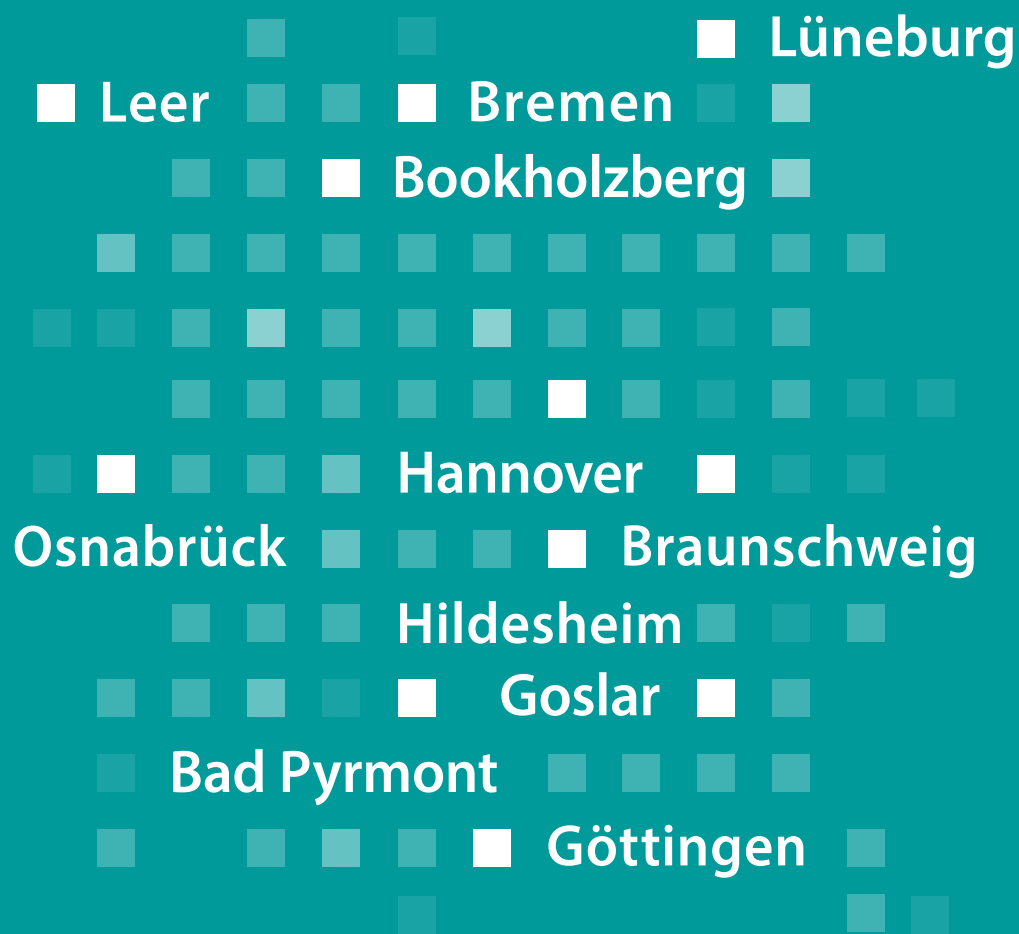 Lüneburg
Leer
Bremen
Bookholzberg
Hannover
Osnabrück
Braunschweig
Hildesheim
Goslar
Bad Pyrmont
Göttingen